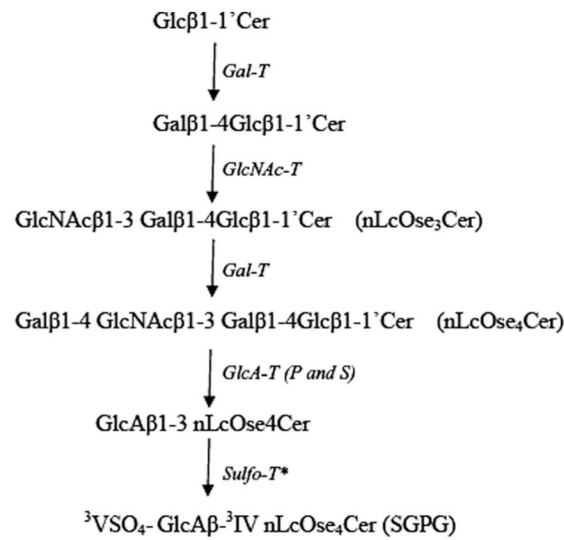 Glcβ1-1’Cer
Gal-T
Galβ1-4Glcβ1-1’Cer
GlcNAc-T
GlcNAcβ1-3 Galβ1-4Glcβ1-1’Cer (nLcOse₃Cer)
Gal-T
Galβ1-4 GlcNAcβ1-3 Galβ1-4Glcβ1-1’Cer (nLcOse₄Cer)
GlcA-T (P and S)
GlcAβ1-3 nLcOse4Cer
Sulfo-T*
³VSO₄- GlcAβ-³IV nLcOse₄Cer (SGPG)